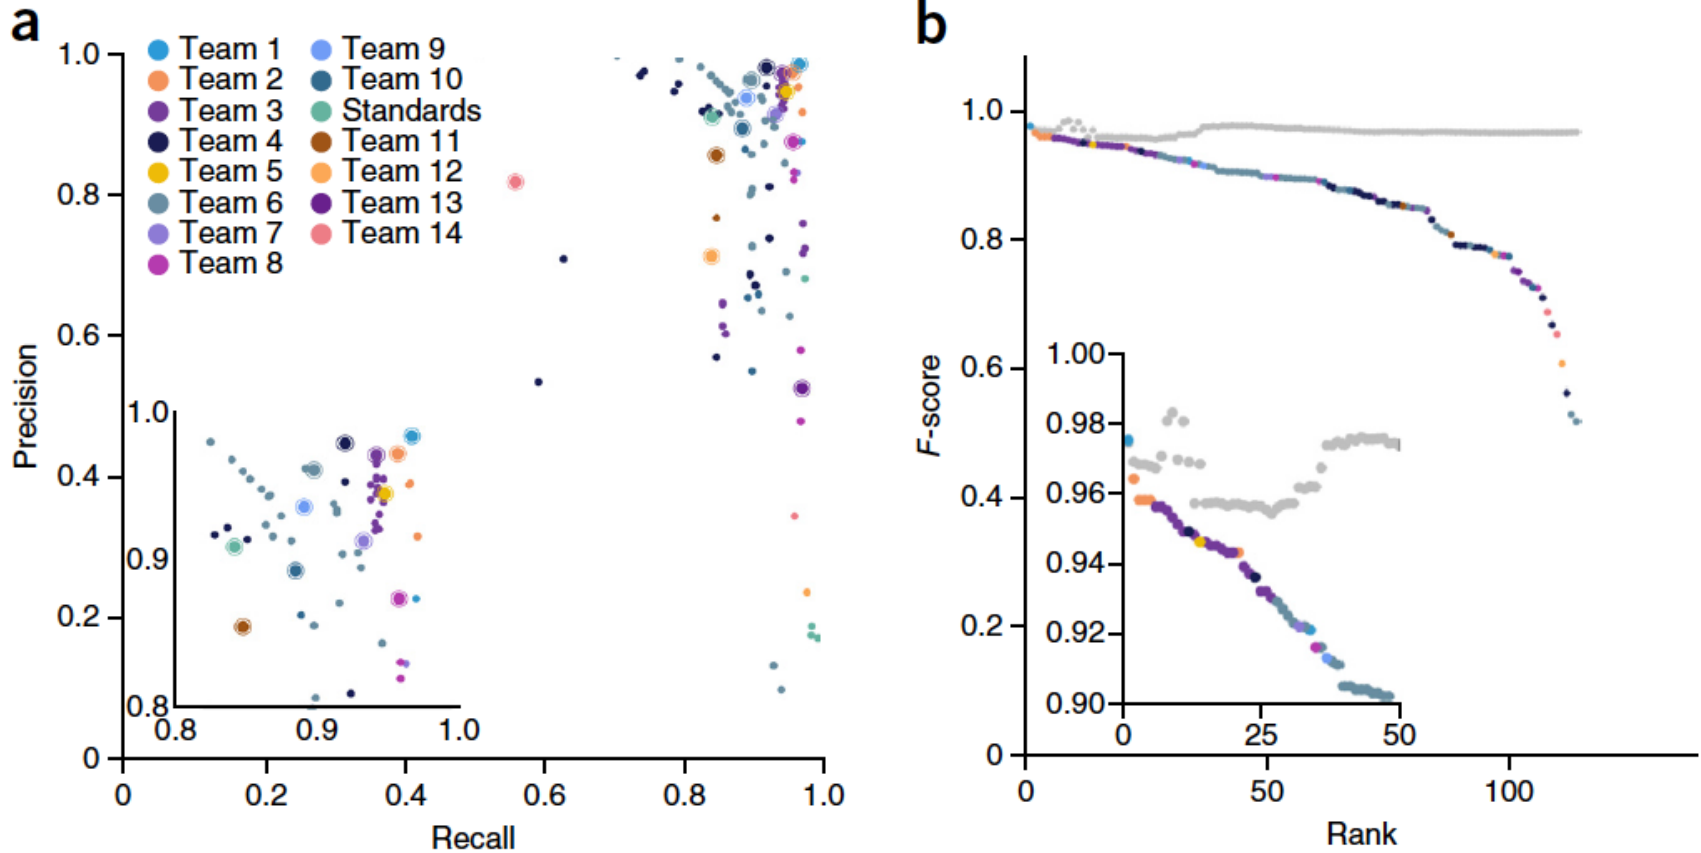 a
Team 1
Team 2
Team 3
Team 4
Team 5
Team 6
Team 7
Team 8
Team 9
Team 10
Standards
Team 11
Team 12
Team 13
Team 14
Precision
1.0
0.8
0.6
0.4
0.2
0
1.0
0.9
0.8
0.8 0.9 1.0
0 0.2 0.4 0.6 0.8 1.0
Recall
b
F-score
1.0
0.8
0.6
0.4
0.2
0
1.00
0.98
0.96
0.94
0.92
0.90
0 25 50
0 50 100
Rank